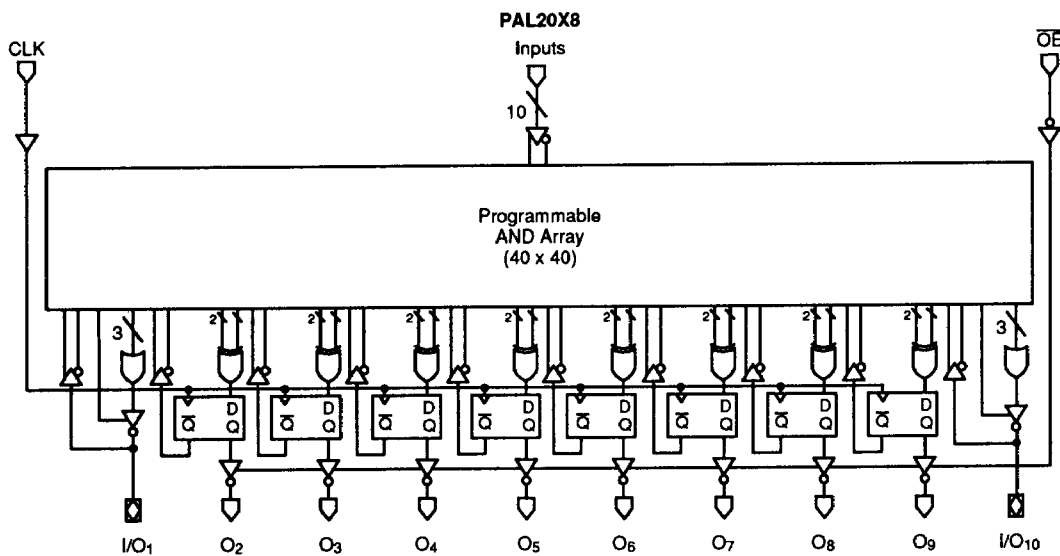 PAL20X8
CLK
Inputs
O̅E̅
10
Programmable
AND Array
(40 x 40)
3 2 2 2 2 2 2 2 2 3
Q̅ D Q̅ D Q̅ D Q̅ D Q̅ D Q̅ D Q̅ D Q̅ D
Q Q Q Q Q Q Q Q
I/O₁ O₂ O₃ O₄ O₅ O₆ O₇ O₈ O₉ I/O₁₀